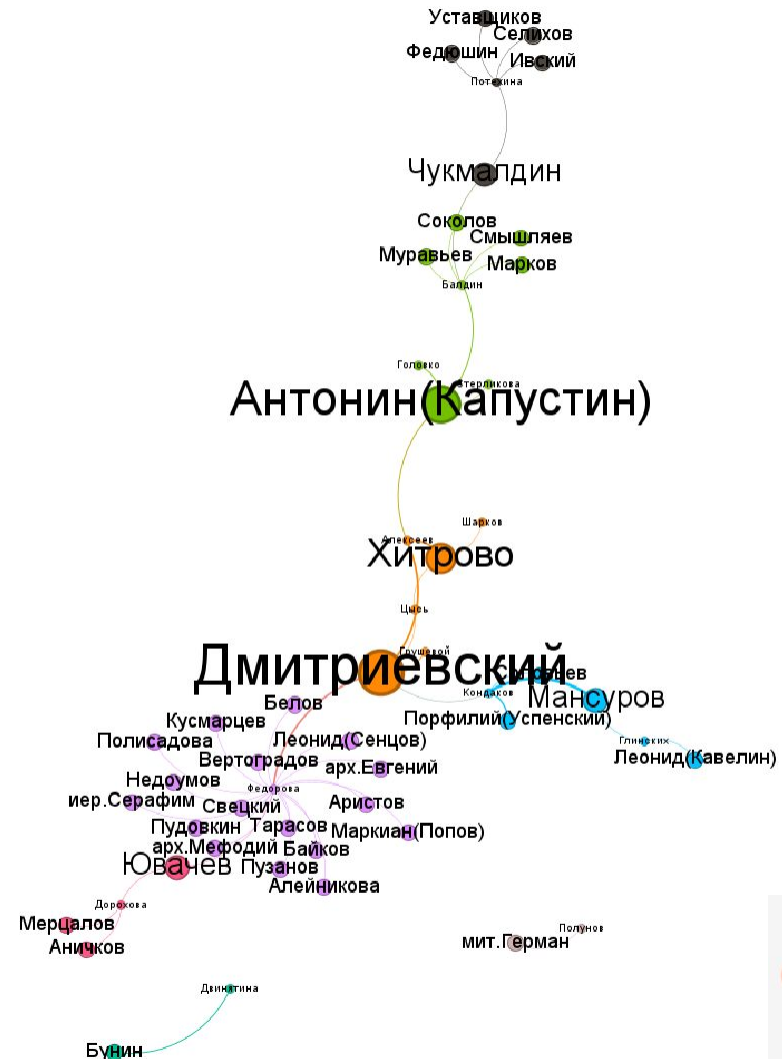 Уставщиков
Селихов
Федюшин
Ивский
Потехина
Чукмалдин
Соколов
Смышляев
Муравьев
Марков
Балдин
Головко
Стерликова
Антонин(Капустин)
Шарков
Алексеев
Хитрово
Цысь
Грушевой
Дмитриевский
Соловьев
Кондаков
Мансуров
Белов
Порфилий(Успенский)
Кусмарцев
Полисадова
Леонид(Сенцов)
Глинских
Вертоградов
Леонид(Кавелин)
арх.Евгений
Недоумов
Федорова
иер.Серафим
Свецкий
Аристов
Пудовкин
Тарасов
Маркиан(Попов)
арх.Мефодий
Байков
Ювачев
Пузанов
Алейникова
Дорохова
Мерцалов
Аничков
Полунов
мит.Герман
Двинятина
Бунин